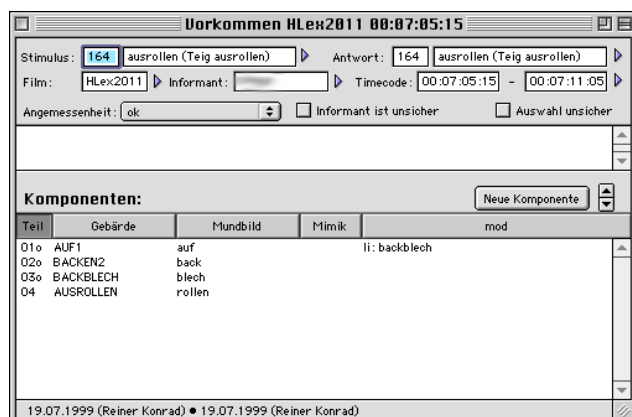 Vorkommen HLex2011 00:07:05:15
Stimulus: 164 ausrollen (Teig ausrollen) Antwort: 164 ausrollen (Teig ausrollen)
Film: HLex2011 Informant: Timecode: 00:07:05:15 - 00:07:11:05
Angemessenheit: ok Informant ist unsicher Auswahl unsicher
Komponenten: Neue Komponente
Teil Gebärde Mundbild Mimik mod
01o AUF1 auf li: backblech
02o BACKEN2 back
03o BACKBLECH blech
04 AUSROLLEN rollen
19.07.1999 (Reiner Konrad) ● 19.07.1999 (Reiner Konrad)